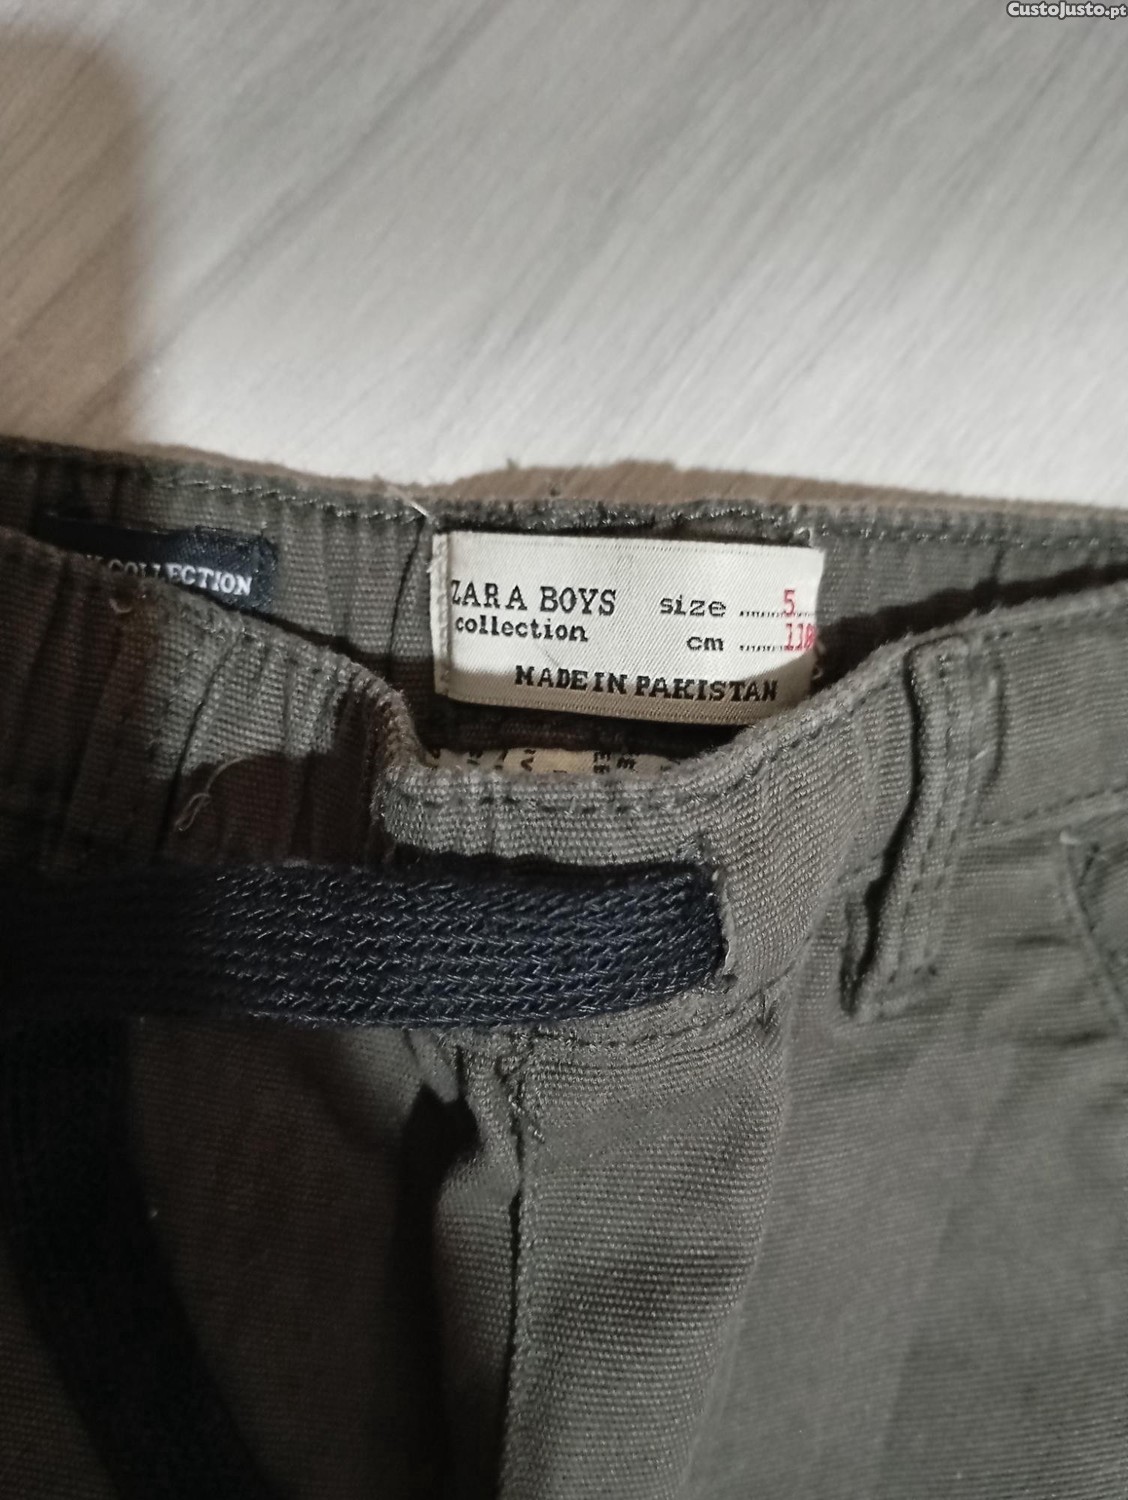 CustoJusto.pt
COLLECTION
ZARA BOYS size ........5...
collection cm ........110
MADE IN PAKISTAN